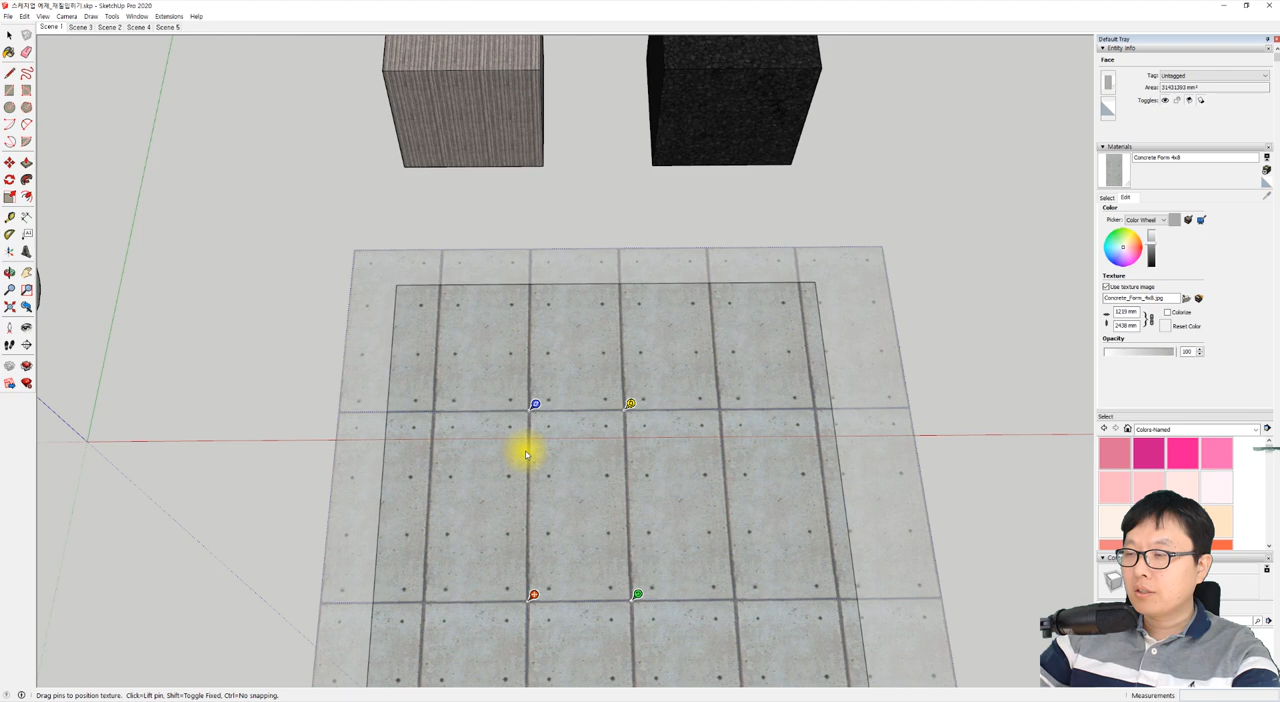 스케치업 예제_재질입히기.skp - SketchUp Pro 2020
File Edit View Camera Draw Tools Window Extensions Help
Scene 1 Scene 3 Scene 2 Scene 4 Scene 5
Default Tray
Entity Info
Face
Tag: Untagged
Area: 31431393 mm²
Toggles:
Materials
Concrete Form 4x8
Select Edit
Color
Picker: Color Wheel
Texture
Use texture image
Concrete_Form_4x8.jpg
1219 mm Colorize
2438 mm Reset Color
Opacity
100
Select
Colors-Named
Drag pins to position texture. Click=Lift pin, Shift=Toggle Fixed, Ctrl=No snapping.
Measurements